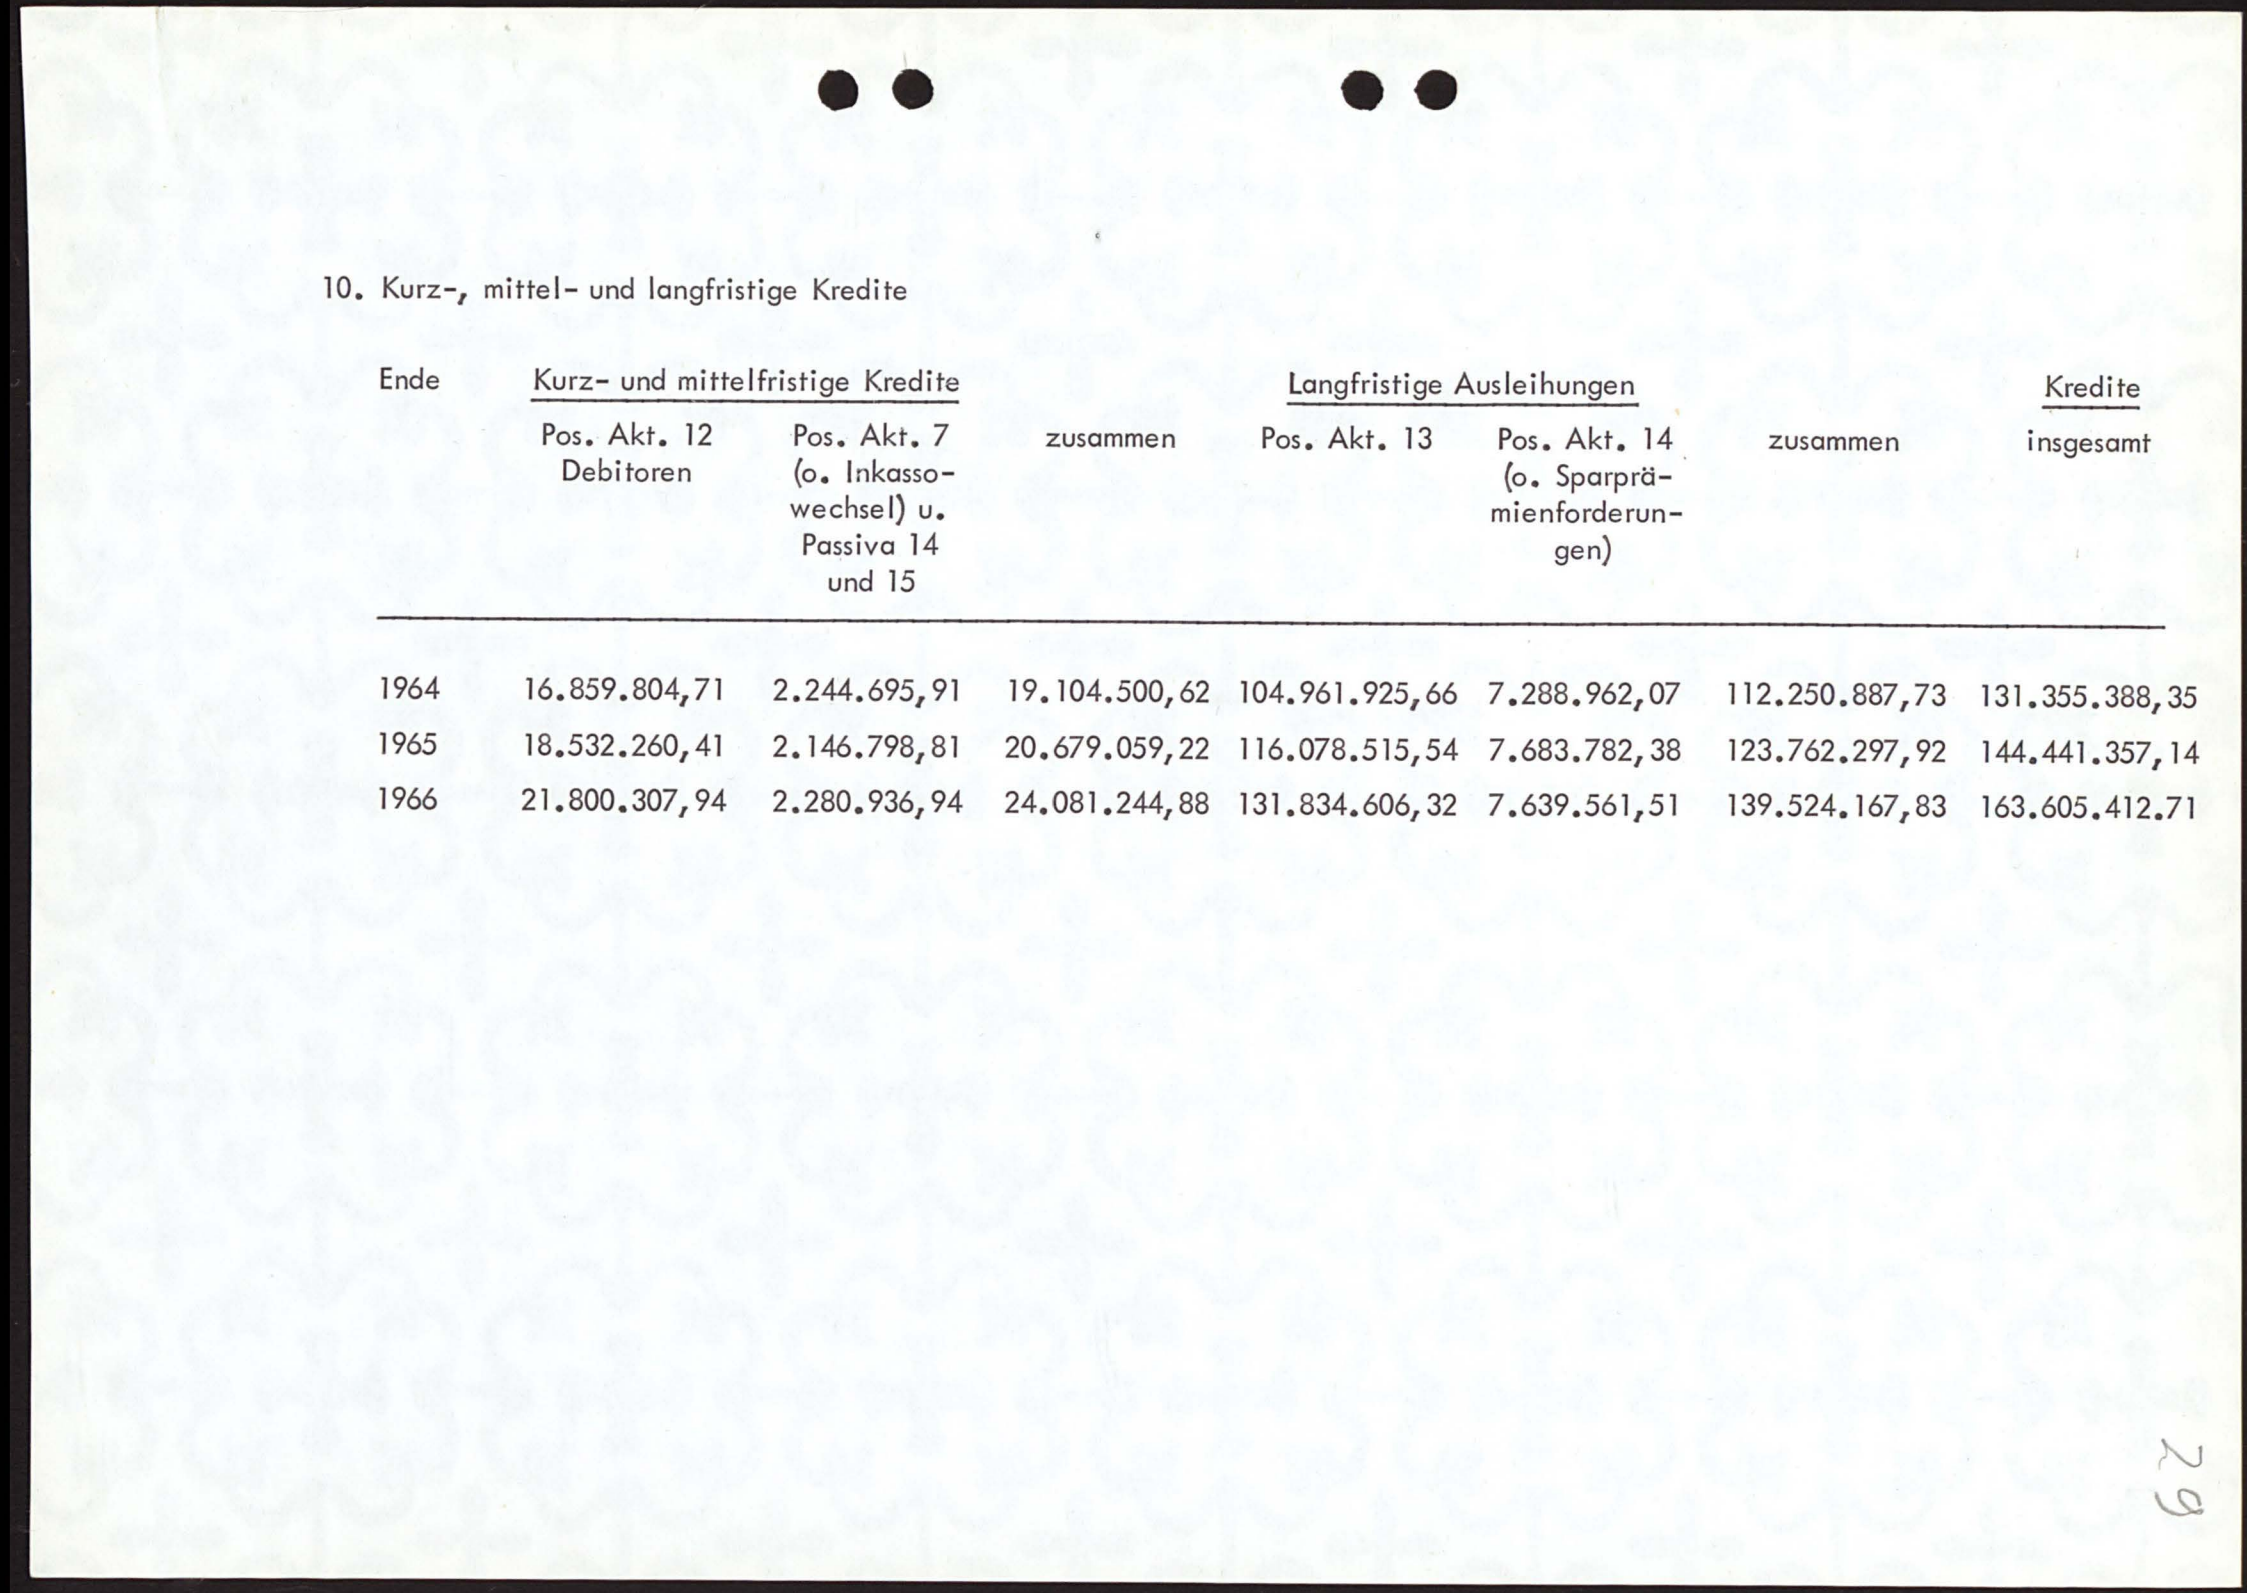 10. Kurz-, mittel- und langfristige Kredite
Ende Kurz- und mittelfristige Kredite Langfristige Ausleihungen Kredite
Pos. Akt. 12 Pos. Akt. 7 zusammen Pos. Akt. 13 Pos. Akt. 14 zusammen insgesamt
Debitoren (o. Inkasso- (o. Sparprä-
wechsel) u. mienforderun-
Passiva 14 gen)
und 15
1964 16.859.804,71 2.244.695,91 19.104.500,62 104.961.925,66 7.288.962,07 112.250.887,73 131.355.388,35
1965 18.532.260,41 2.146.798,81 20.679.059,22 116.078.515,54 7.683.782,38 123.762.297,92 144.441.357,14
1966 21.800.307,94 2.280.936,94 24.081.244,88 131.834.606,32 7.639.561,51 139.524.167,83 163.605.412.71
29